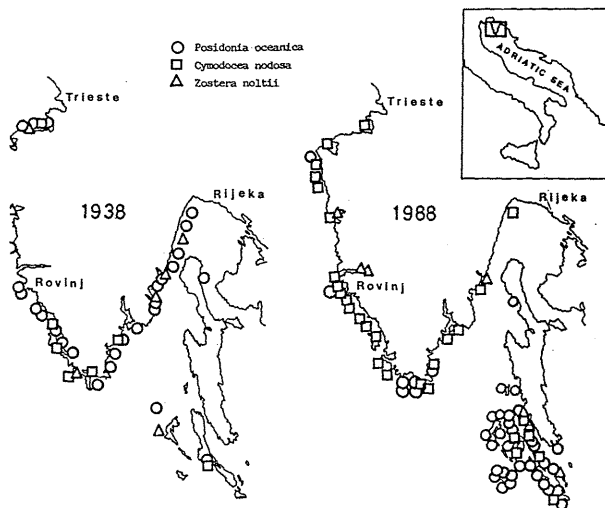 Posidonia oceanica
Cymodocea nodosa
Zostera noltii
ADRIATIC SEA
Trieste
Trieste
Rijeka
Rijeka
1938
1988
Rovinj
Rovinj